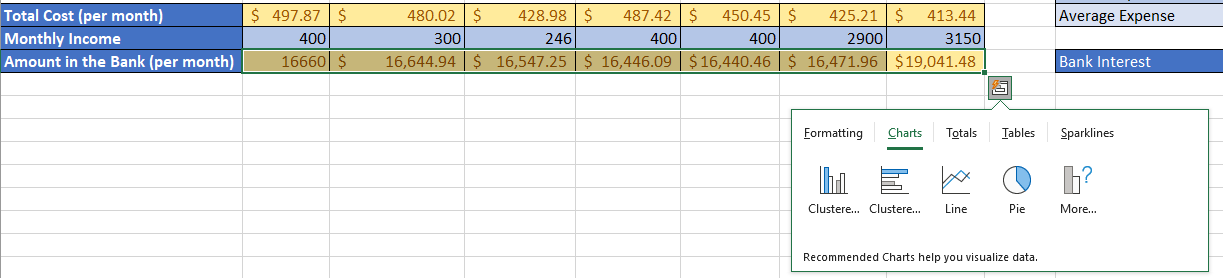 Total Cost (per month) $ 497.87 $ 480.02 $ 428.98 $ 487.42 $ 450.45 $ 425.21 $ 413.44 Average Expense
Monthly Income 400 300 246 400 400 2900 3150
Amount in the Bank (per month) 16660 $ 16,644.94 $ 16,547.25 $ 16,446.09 $ 16,440.46 $ 16,471.96 $ 19,041.48 Bank Interest
Formatting Charts Totals Tables Sparklines
Clustere... Clustere... Line Pie More...
Recommended Charts help you visualize data.